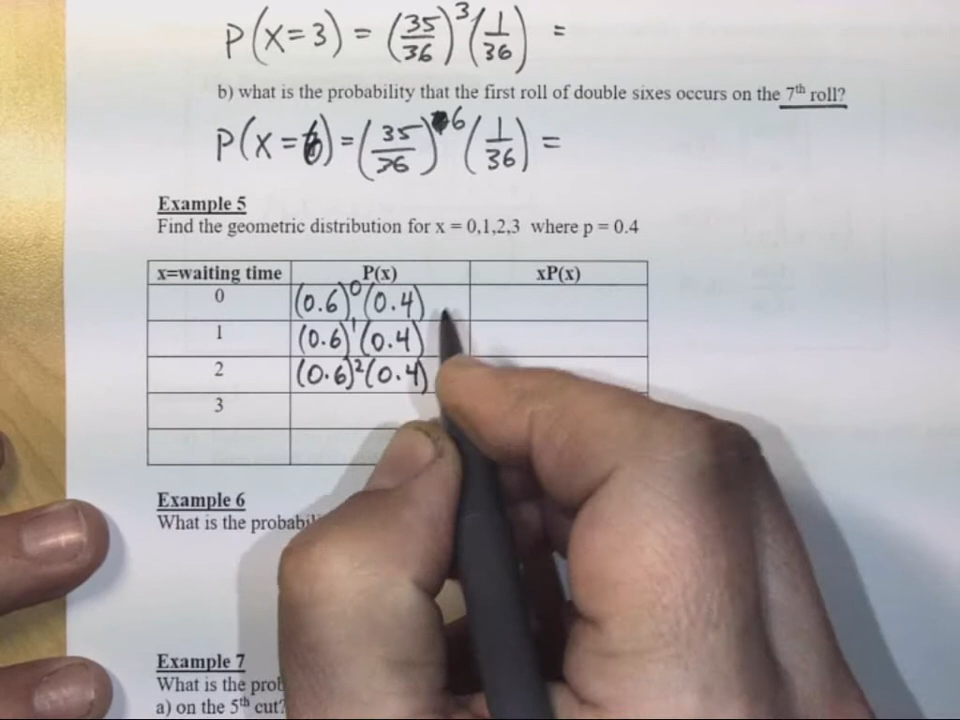 P(X=3) = (35/36)³(1/36) =
b) what is the probability that the first roll of double sixes occurs on the 7th roll?
P(X=6) = (35/36)⁶(1/36) =
Example 5
Find the geometric distribution for x = 0,1,2,3 where p = 0.4
x=waiting time P(x) xP(x)
0 (0.6)⁰(0.4)
1 (0.6)¹(0.4)
2 (0.6)²(0.4)
3
Example 6
What is the
Example 7
What is the
a) on the 5th cut?